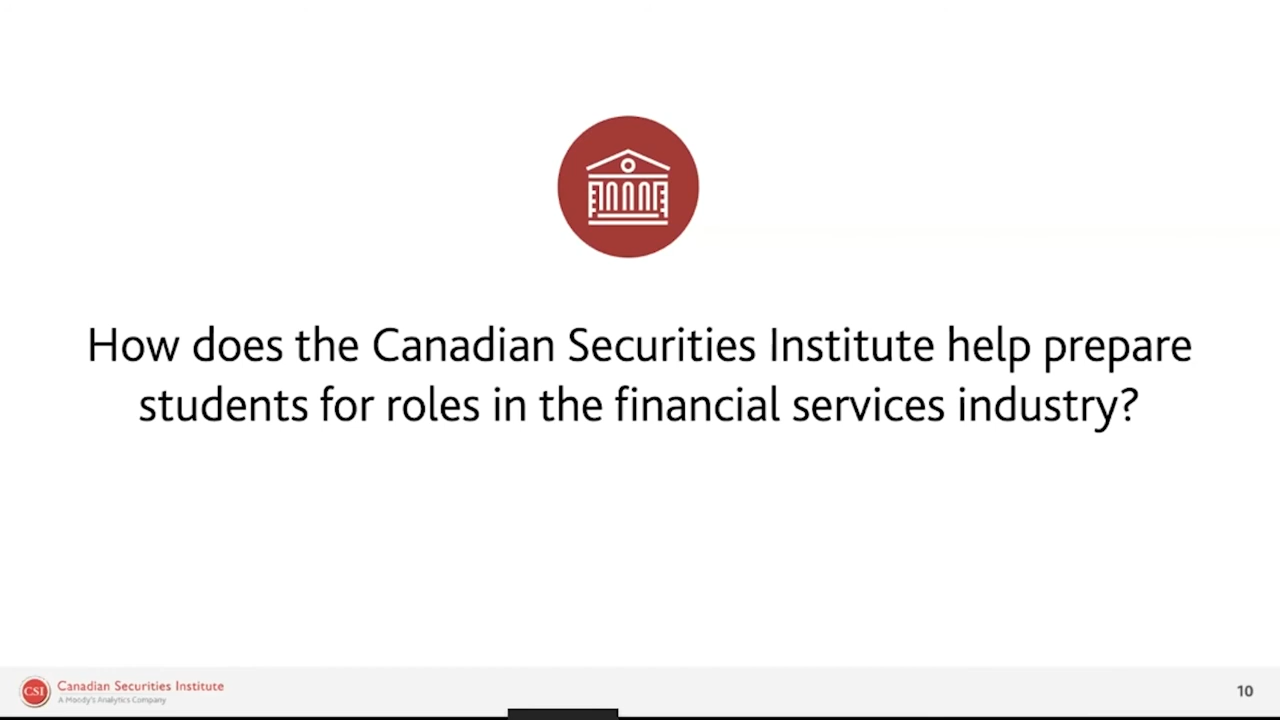 How does the Canadian Securities Institute help prepare
students for roles in the financial services industry?
CSI
Canadian Securities Institute
A Moody's Analytics Company
10